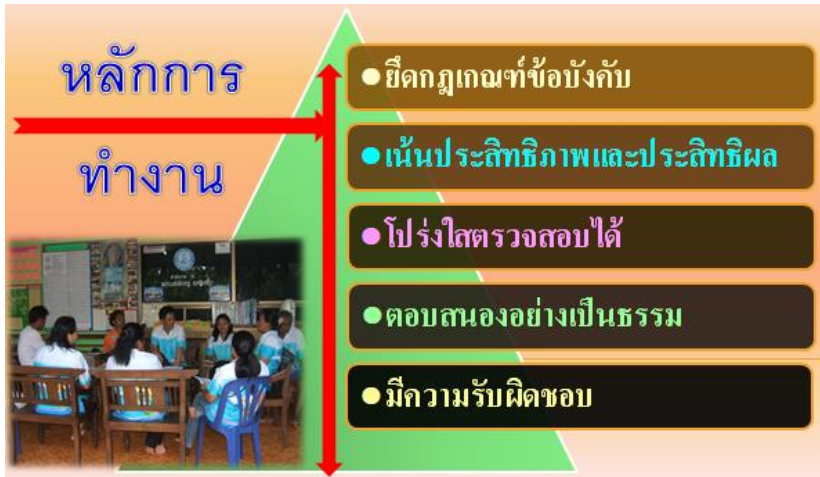 หลักการ
ทำงาน
●ยึดกฎเกณฑ์ข้อบังคับ
●เน้นประสิทธิภาพและประสิทธิผล
●โปร่งใสตรวจสอบได้
●ตอบสนองอย่างเป็นธรรม
●มีความรับผิดชอบ